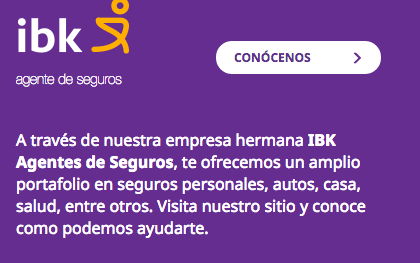 ibk
agente de seguros
CONÓCENOS
A través de nuestra empresa hermana IBK
Agentes de Seguros, te ofrecemos un amplio
portafolio en seguros personales, autos, casa,
salud, entre otros. Visita nuestro sitio y conoce
como podemos ayudarte.